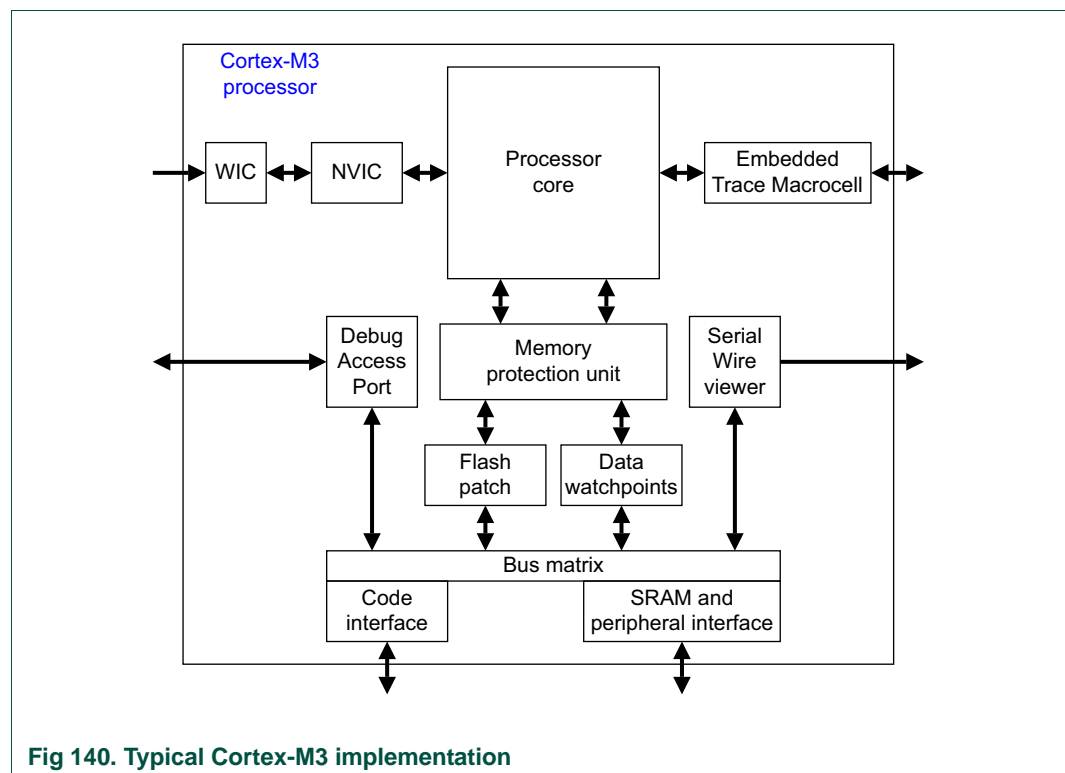 Cortex-M3
processor
WIC
NVIC
Processor
core
Embedded
Trace Macrocell
Debug
Access
Port
Memory
protection unit
Serial
Wire
viewer
Flash
patch
Data
watchpoints
Bus matrix
Code
interface
SRAM and
peripheral interface
Fig 140. Typical Cortex-M3 implementation